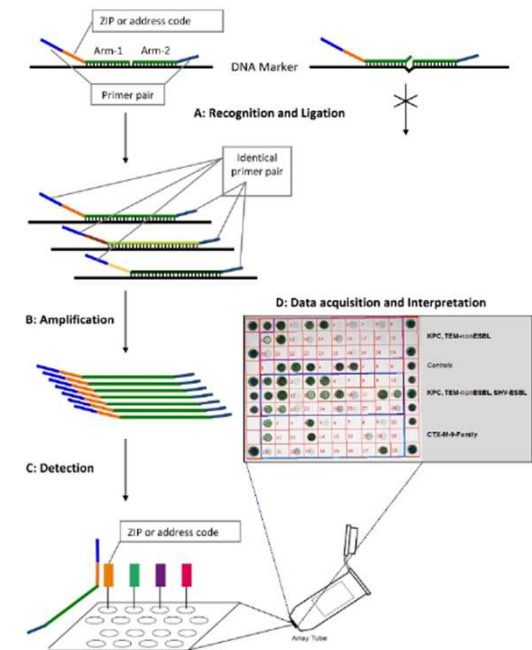 ZIP or address code
Arm-1 Arm-2
DNA Marker
Primer pair
A: Recognition and Ligation
Identical
primer pair
B: Amplification
D: Data acquisition and Interpretation
KPC, TEM-nonESBL
Controls
KPC, TEM-nonESBL, SHV-ESBL
CTX-M-9-Family
C: Detection
ZIP or address code
Array Tube